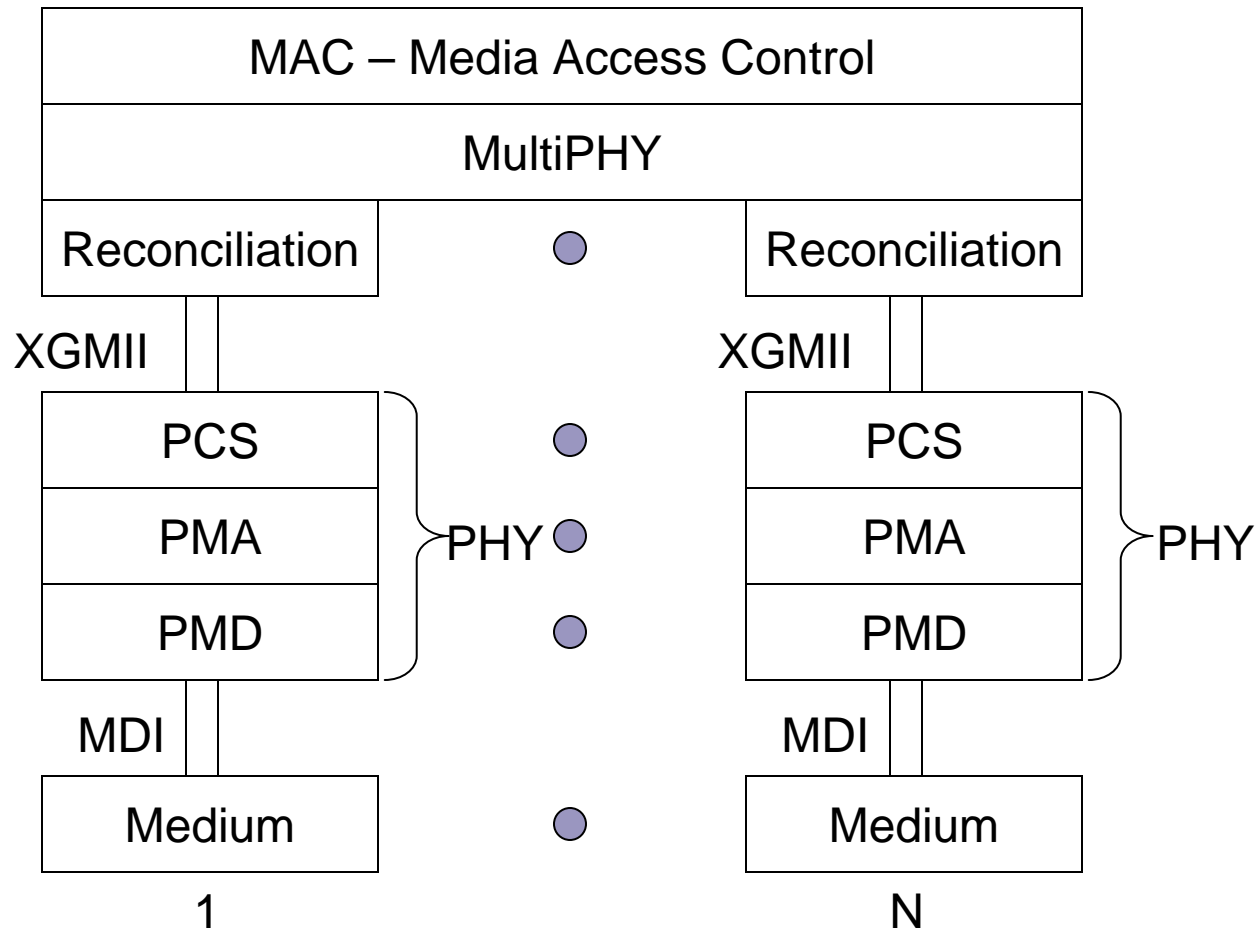 MAC – Media Access Control
MultiPHY
Reconciliation Reconciliation
XGMII XGMII
PCS PCS
PMA PHY PMA PHY
PMD PMD
MDI MDI
Medium Medium
1 N